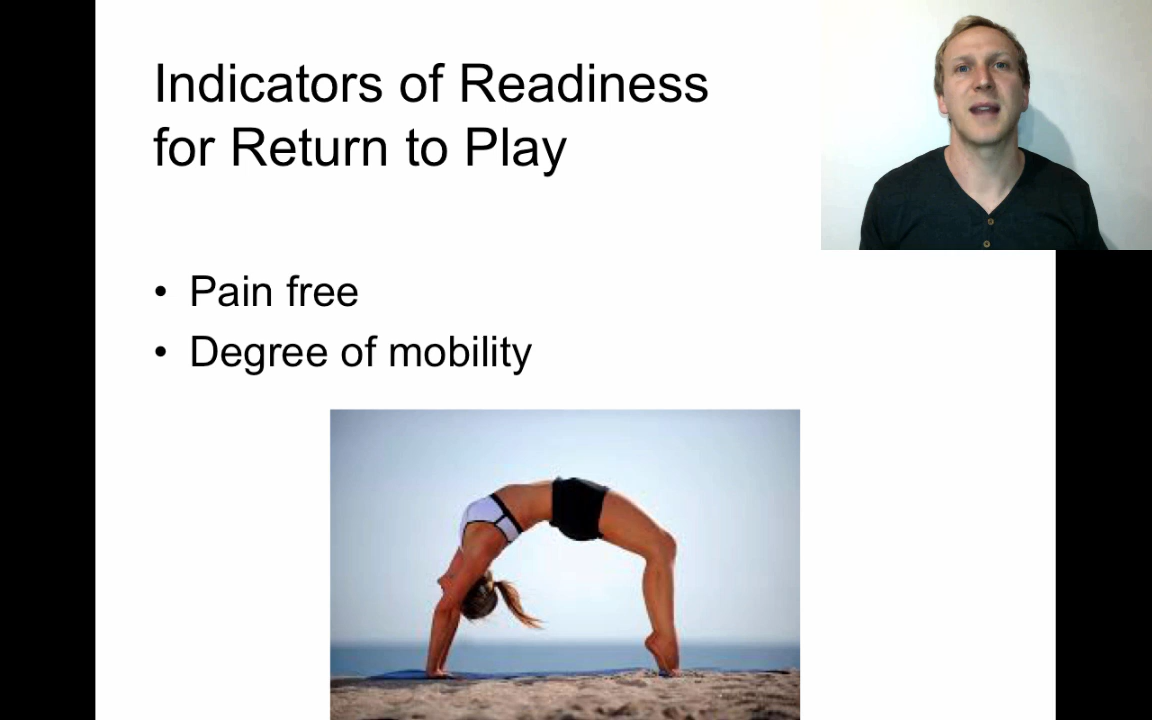 Indicators of Readiness
for Return to Play
• Pain free
• Degree of mobility